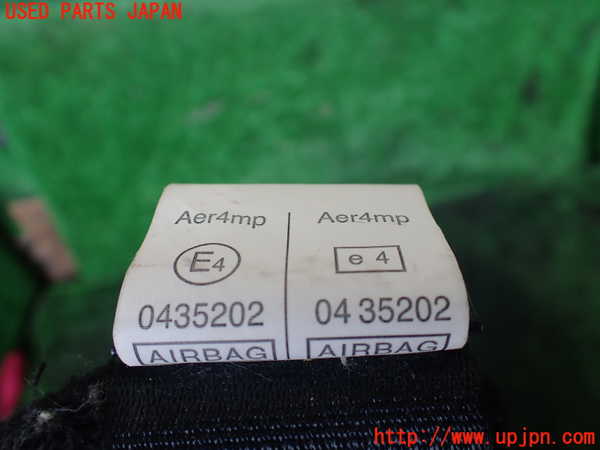 USED PARTS JAPAN
Aer4mp
E4
0435202
AIRBAG
Aer4mp
e 4
04 35202
AIRBAG
http://www.upjpn.com/